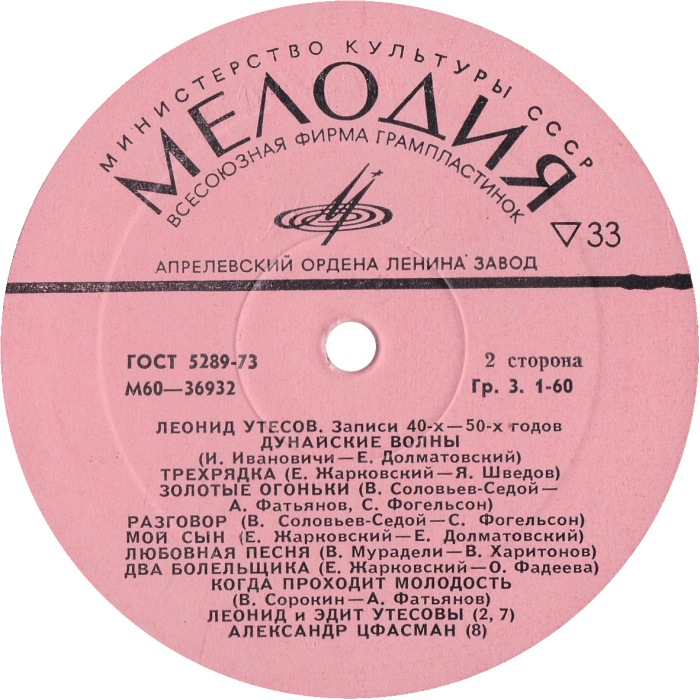 МИНИСТЕРСТВО КУЛЬТУРЫ СССР
МЕЛОДИЯ
ВСЕСОЮЗНАЯ ФИРМА ГРАМПЛАСТИНОК
▽33
АПРЕЛЕВСКИЙ ОРДЕНА ЛЕНИНА ЗАВОД
ГОСТ 5289-73
2 сторона
М60—36932
Гр. 3. 1-60
ЛЕОНИД УТЕСОВ. Записи 40-х—50-х годов
ДУНАЙСКИЕ ВОЛНЫ
(И. Ивановичи—Е. Долматовский)
ТРЕХРЯДКА (Е. Жарковский—Я. Шведов)
ЗОЛОТЫЕ ОГОНЬКИ (В. Соловьев-Седой—
А. Фатьянов, С. Фогельсон)
РАЗГОВОР (В. Соловьев-Седой—С. Фогельсон)
МОЙ СЫН (Е. Жарковский—Е. Долматовский)
ЛЮБОВНАЯ ПЕСНЯ (В. Мурадели—В. Харитонов)
ДВА БОЛЕЛЬЩИКА (Е. Жарковский—О. Фадеева)
КОГДА ПРОХОДИТ МОЛОДОСТЬ
(В. Сорокин—А. Фатьянов)
ЛЕОНИД и ЭДИТ УТЕСОВЫ (2, 7)
АЛЕКСАНДР ЦФАСМАН (8)